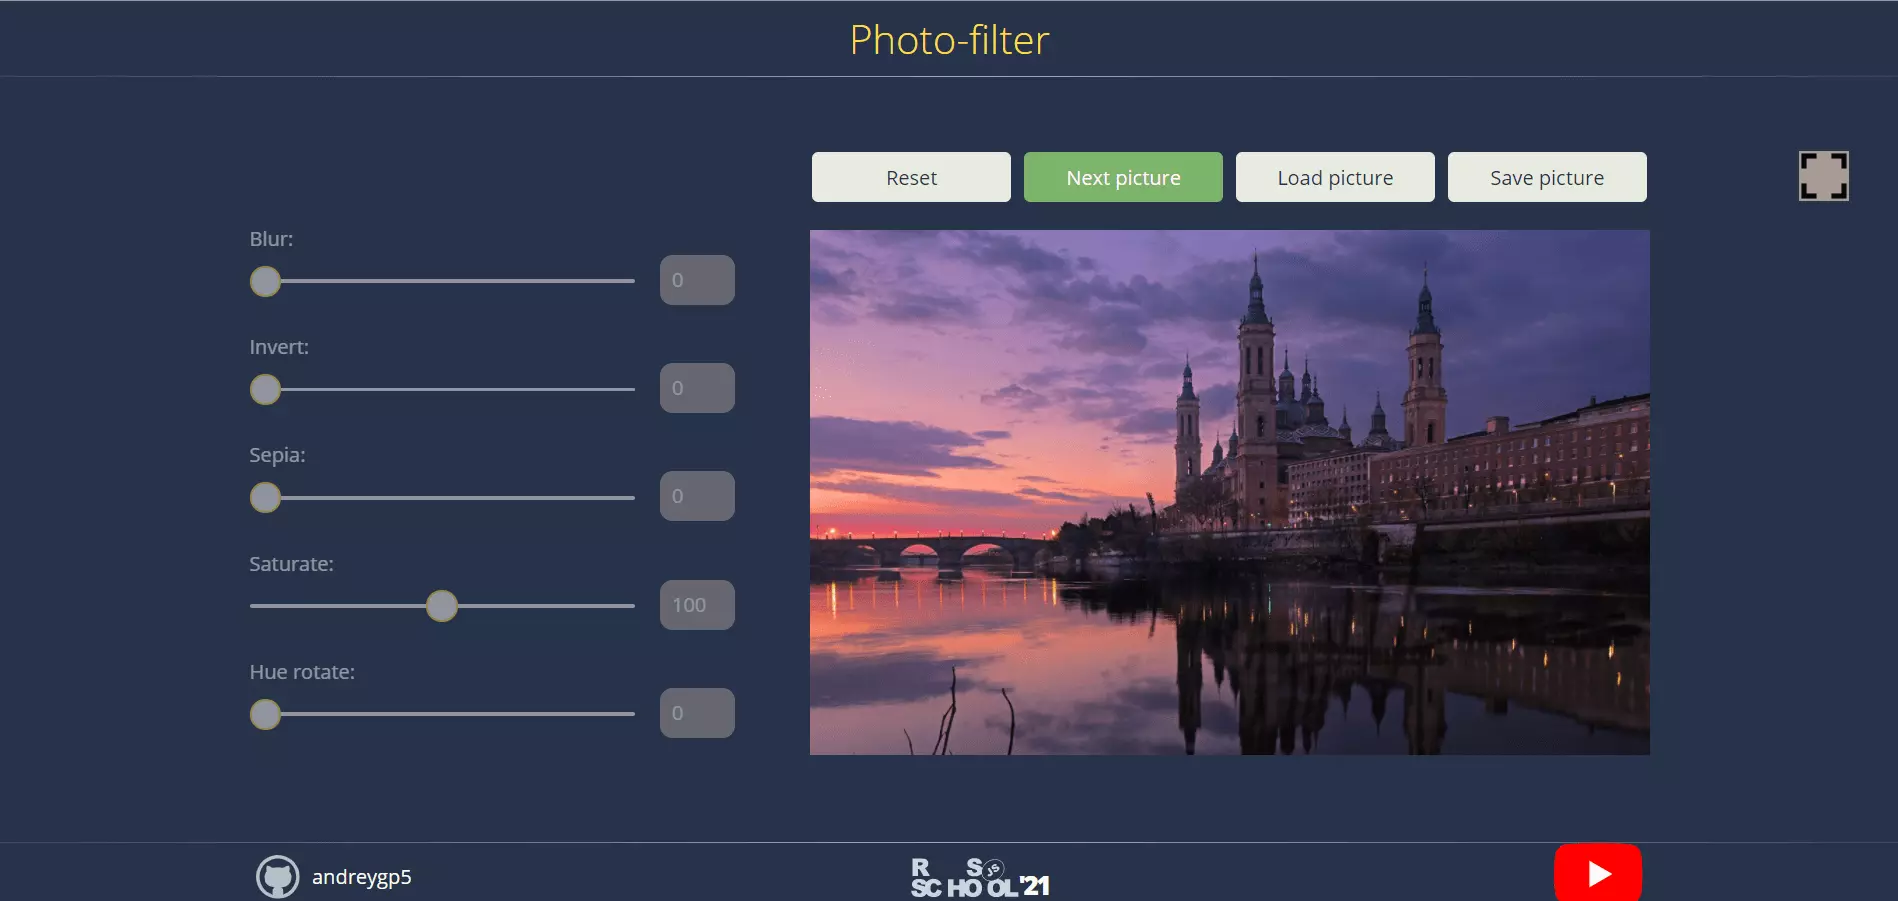 Photo-filter
Reset
Next picture
Load picture
Save picture
Blur:
0
Invert:
0
Sepia:
0
Saturate:
100
Hue rotate:
0
andreygp5
R S JS
SCHOOL'21